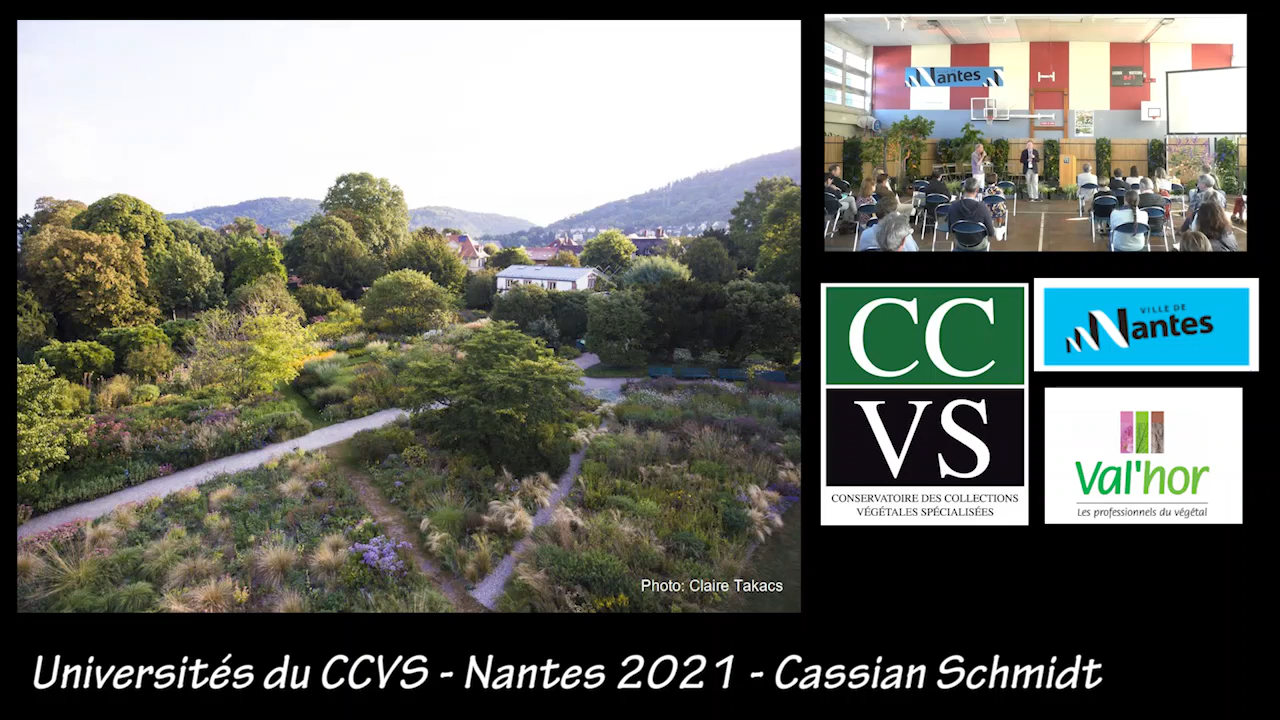 Photo: Claire Takacs
Nantes
CC
VS
CONSERVATOIRE DES COLLECTIONS
VÉGÉTALES SPÉCIALISÉES
VILLE DE
Nantes
Val'hor
Les professionnels du végétal
Universités du CCVS - Nantes 2021 - Cassian Schmidt